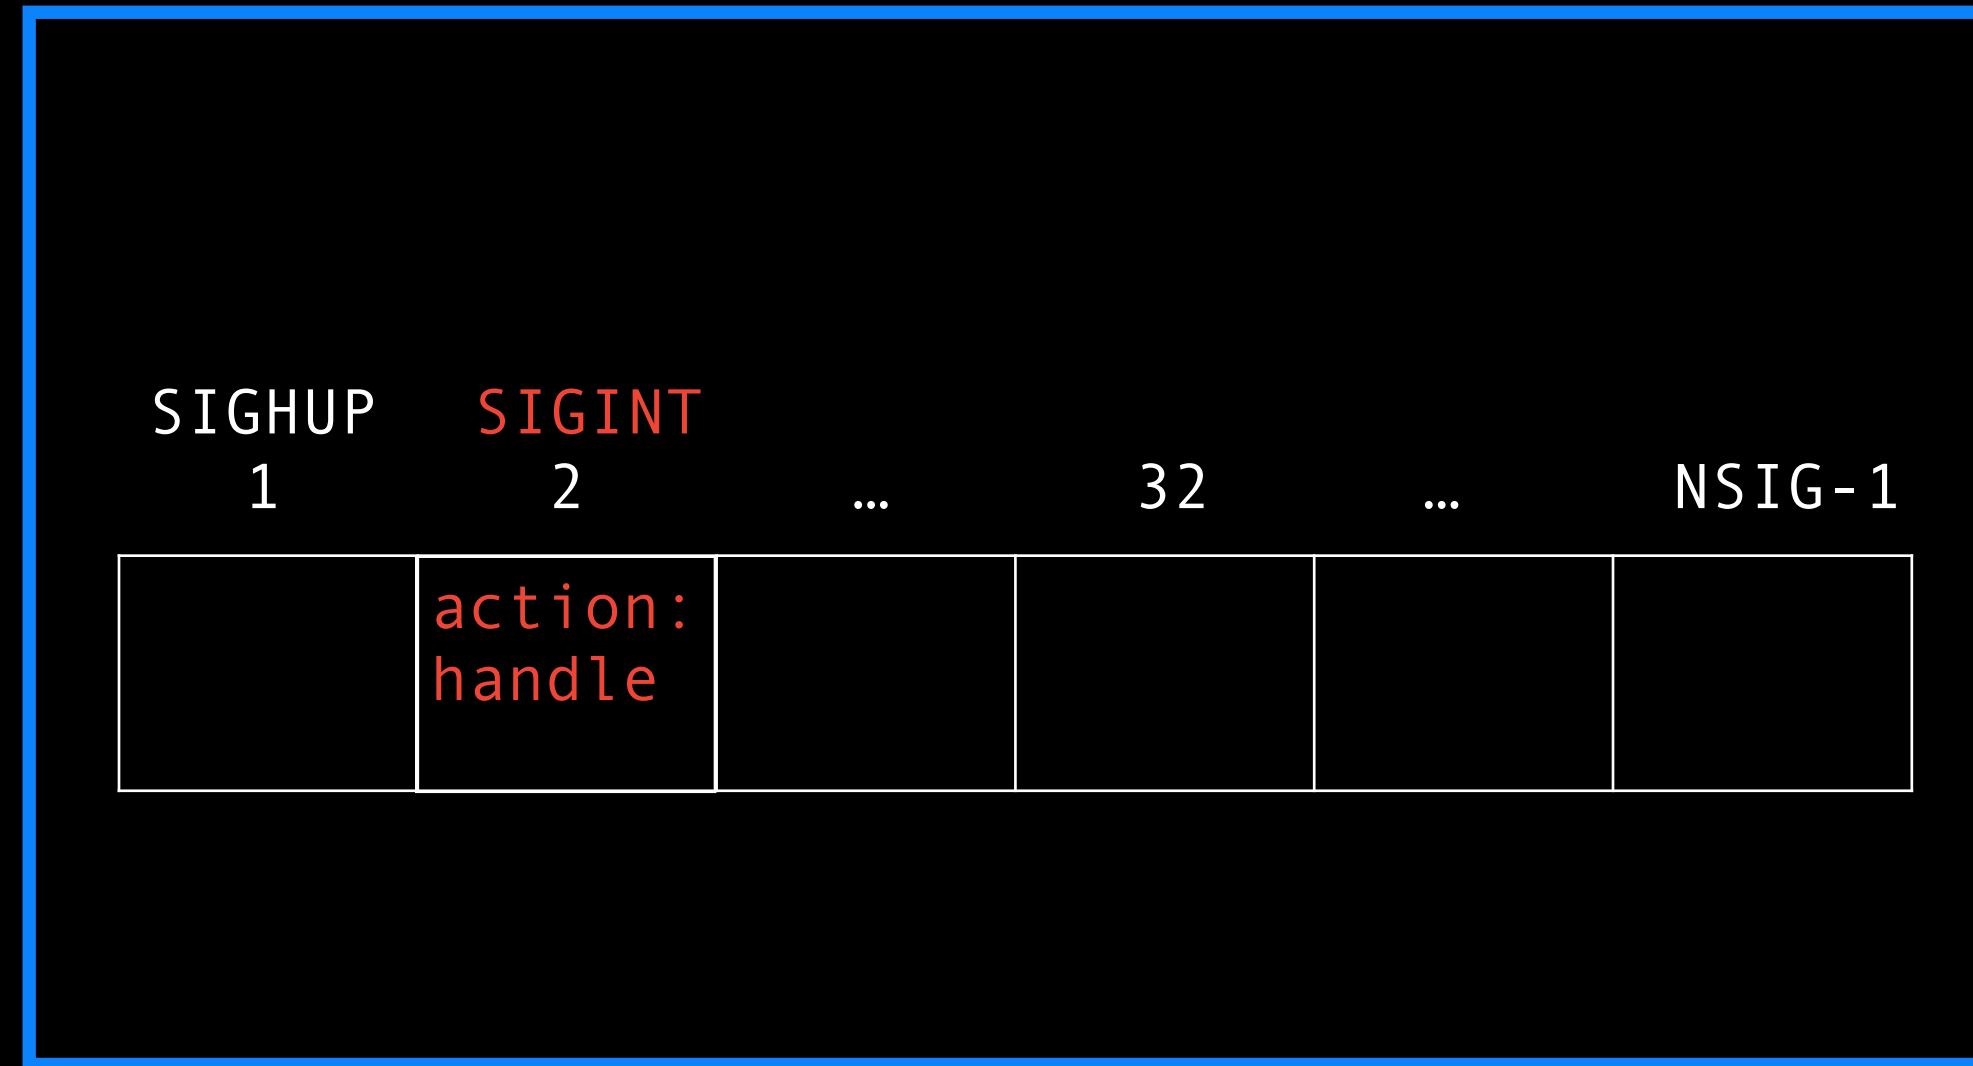 SIGHUP SIGINT
1 2 … 32 … NSIG-1
action:
handle